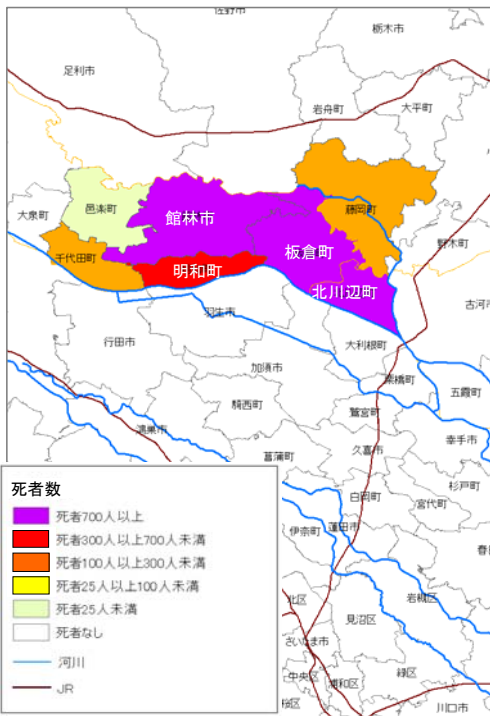 佐野市
栃木市
足利市
岩舟町
大平町
大泉町
邑楽町
館林市
藤岡町
千代田町
明和町
板倉町
野木町
北川辺町
古河市
羽生市
行田市
大利根町
加須市
栗橋町
五霞町
騎西町
鷲宮町
鴻巣市
幸手市
菖蒲町
久喜市
杉戸町
白岡町
宮代町
伊奈町
蓮田市
春日
岩槻区
北区
見沼区
さいたま市
中央区
浦和区
緑区
桜区
川口市
死者数
死者700人以上
死者300人以上700人未満
死者100人以上300人未満
死者25人以上100人未満
死者25人未満
死者なし
河川
JR